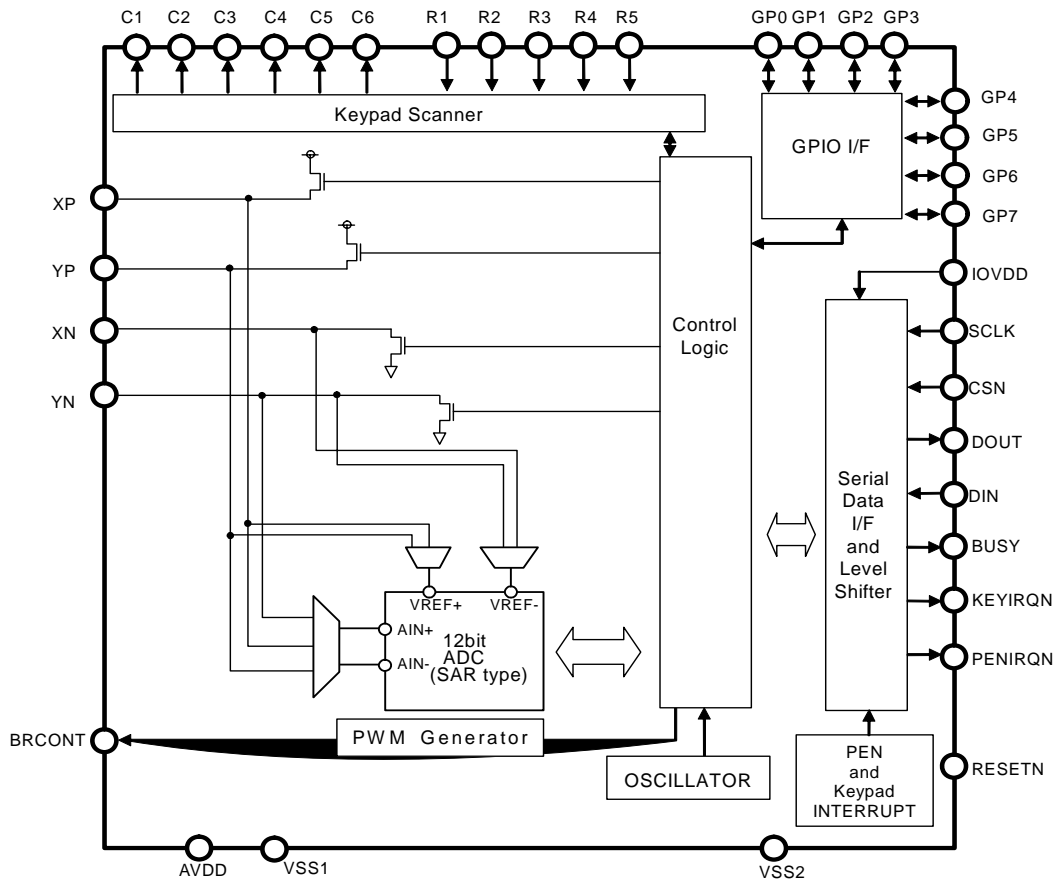 C1 C2 C3 C4 C5 C6 R1 R2 R3 R4 R5 GP0 GP1 GP2 GP3
Keypad Scanner
GPIO I/F
GP4
GP5
GP6
GP7
XP
YP
XN
YN
IOVDD
SCLK
CSN
DOUT
DIN
BUSY
KEYIRQN
PENIRQN
Control
Logic
Serial
Data
I/F
and
Level
Shifter
VREF+ VREF-
AIN+
AIN-
12bit
ADC
(SAR type)
BRCONT
PWM Generator
OSCILLATOR
PEN
and
Keypad
INTERRUPT
RESETN
AVDD
VSS1
VSS2